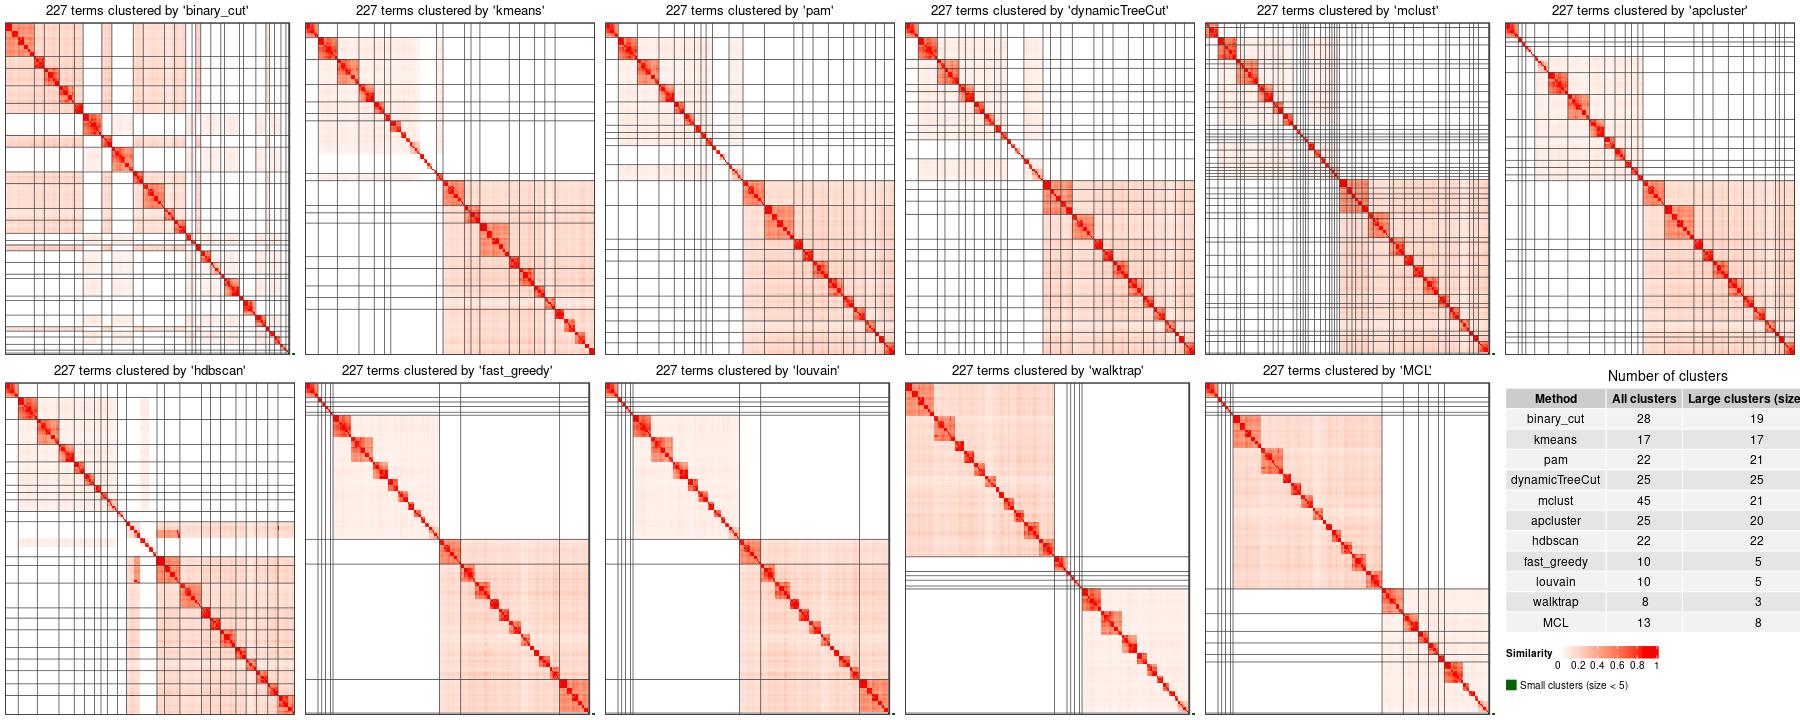 227 terms clustered by 'binary_cut'
227 terms clustered by 'kmeans'
227 terms clustered by 'pam'
227 terms clustered by 'dynamicTreeCut'
227 terms clustered by 'mclust'
227 terms clustered by 'apcluster'
227 terms clustered by 'hdbscan'
227 terms clustered by 'fast_greedy'
227 terms clustered by 'louvain'
227 terms clustered by 'walktrap'
227 terms clustered by 'MCL'
Number of clusters
Method All clusters Large clusters (size
binary_cut 28 19
kmeans 17 17
pam 22 21
dynamicTreeCut 25 25
mclust 45 21
apcluster 25 20
hdbscan 22 22
fast_greedy 10 5
louvain 10 5
walktrap 8 3
MCL 13 8
Similarity
0 0.2 0.4 0.6 0.8 1
Small clusters (size < 5)